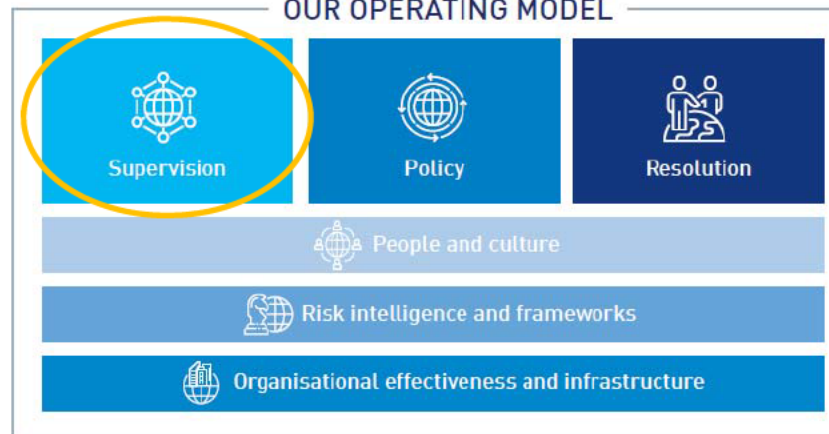 OUR OPERATING MODEL
Supervision
Policy
Resolution
People and culture
Risk intelligence and frameworks
Organisational effectiveness and infrastructure